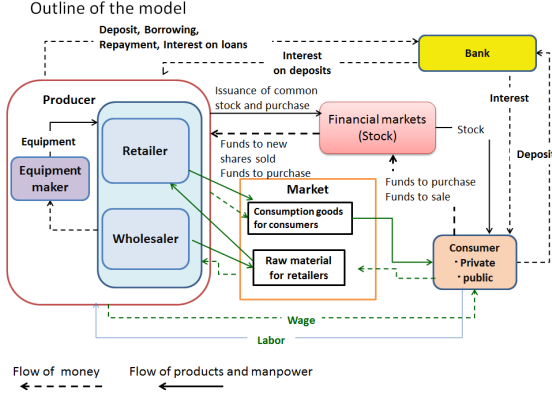 Outline of the model
Deposit, Borrowing,
Repayment, Interest on loans
Bank
Interest
on deposits
Producer
Issuance of common
stock and purchase
Interest
Financial markets
(Stock)
Stock
Equipment
Retailer
Funds to new
shares sold
Funds to purchase
Deposit
Equipment
maker
Market
Funds to purchase
Funds to sale
Consumption goods
for consumers
Wholesaler
Raw material
for retailers
Consumer
・Private
・public
Wage
Labor
Flow of money
Flow of products and manpower